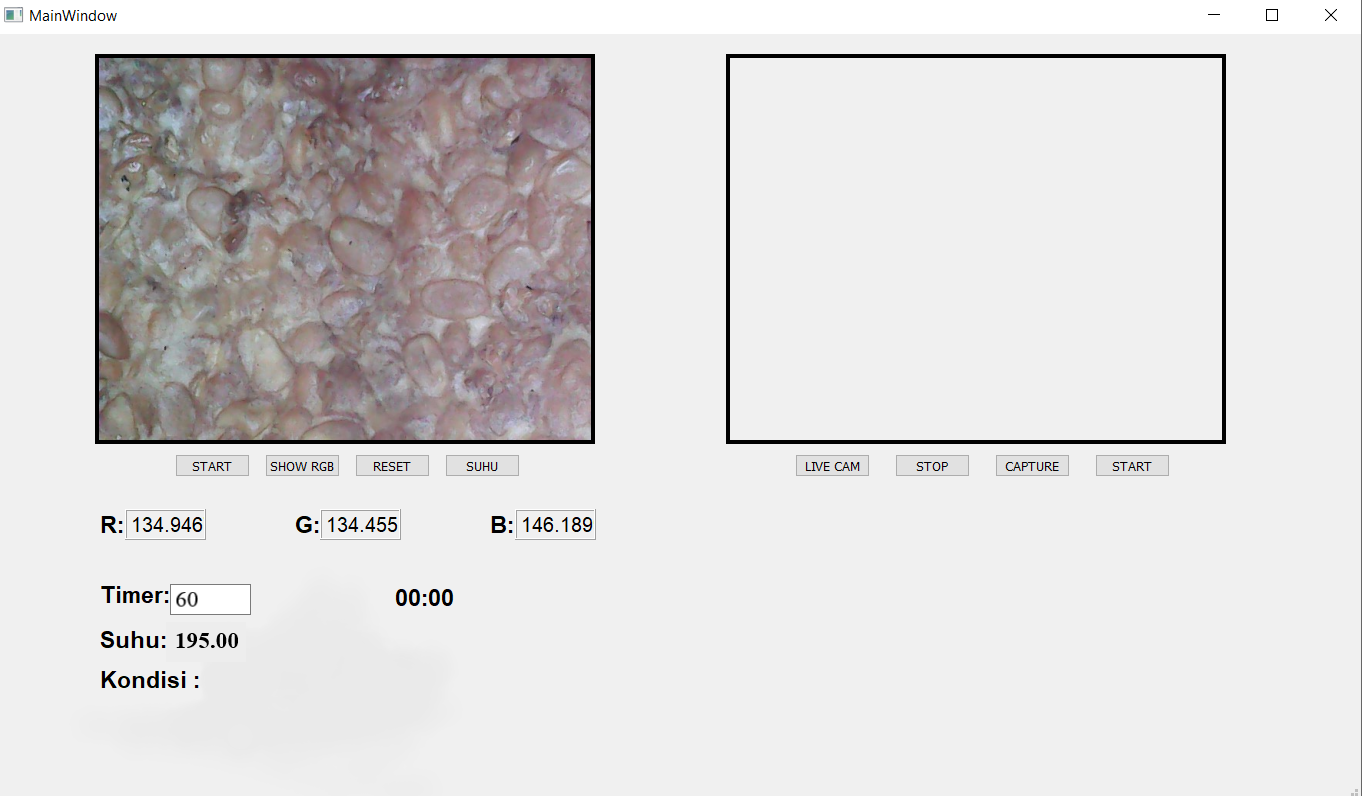 MainWindow
START SHOW RGB RESET SUHU
LIVE CAM STOP CAPTURE START
R: 134.946 G: 134.455 B: 146.189
Timer: 60 00:00
Suhu: 195.00
Kondisi :